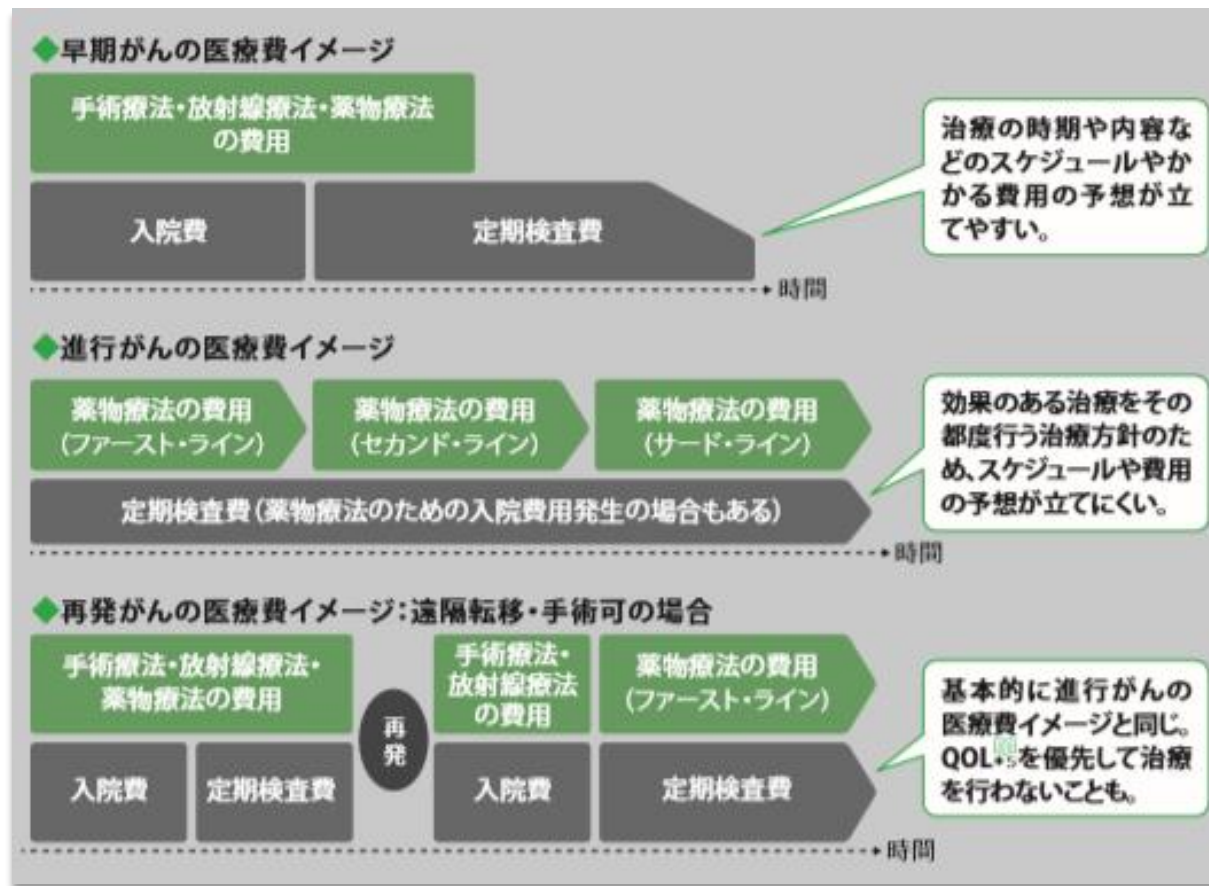 ◆早期がんの医療費イメージ
手術療法・放射線療法・薬物療法
の費用
入院費
定期検査費
時間
治療の時期や内容な
どのスケジュールやか
かる費用の予想が立
てやすい。
◆進行がんの医療費イメージ
薬物療法の費用
(ファースト・ライン)
薬物療法の費用
(セカンド・ライン)
薬物療法の費用
(サード・ライン)
定期検査費(薬物療法のための入院費用発生の場合もある)
時間
効果のある治療をその
都度行う治療方針のた
め、スケジュールや費用
の予想が立てにくい。
◆再発がんの医療費イメージ:遠隔転移・手術可の場合
手術療法・放射線療法・
薬物療法の費用
入院費
定期検査費
再
発
手術療法・
放射線療法
の費用
薬物療法の費用
(ファースト・ライン)
入院費
定期検査費
時間
基本的に進行がんの
医療費イメージと同じ。
QOLを優先して治療
を行わないことも。